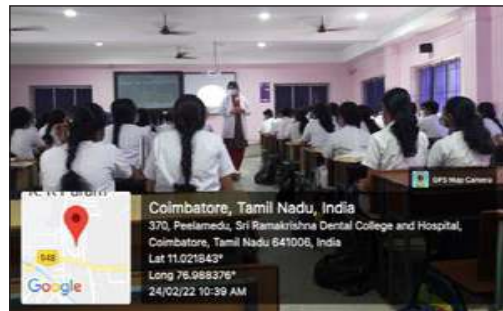 GPS Map Camera
Coimbatore, Tamil Nadu, India
370, Peelamedu, Sri Ramakrishna Dental College and Hospital,
Coimbatore, Tamil Nadu 641006, India
Lat 11.021843°
Long 76.988376°
24/02/22 10:39 AM
948
Google